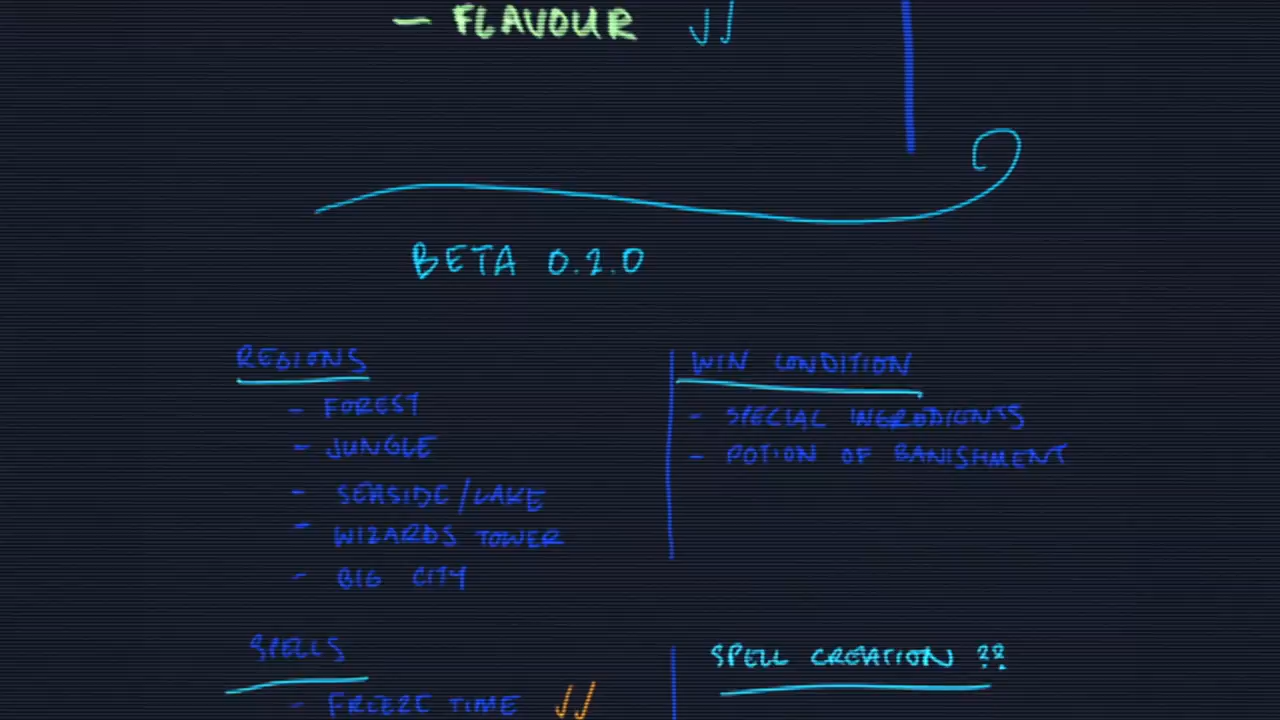 - FLAVOUR
BETA 0.2.0
REGIONS
- FOREST
- JUNGLE
- SEASIDE/LAKE
- WIZARDS TOWER
- BIG CITY
WIN CONDITION
- SPECIAL INGREDIENTS
- POTION OF BANISHMENT
SPELLS
- FREEZE TIME
SPELL CREATION ??